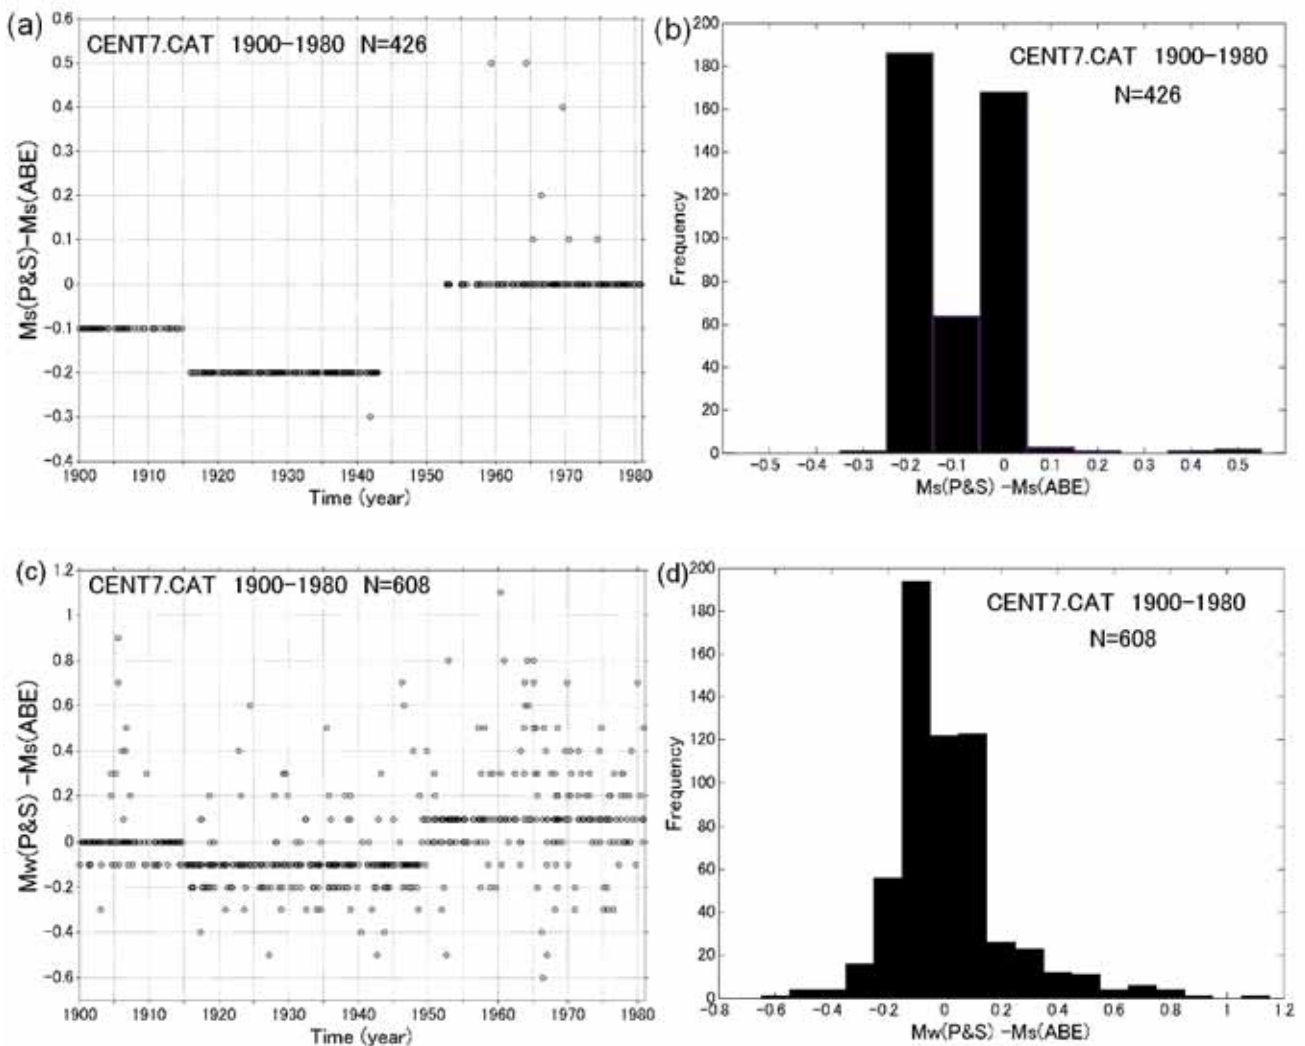 (a)
CENT7.CAT 1900-1980 N=426
Ms(P&S)-Ms(ABE)
0.6
0.5
0.4
0.3
0.2
0.1
0
-0.1
-0.2
-0.3
-0.4
1900 1910 1920 1930 1940 1950 1960 1970 1980
Time (year)
(b)
CENT7.CAT 1900-1980
N=426
Frequency
200
180
160
140
120
100
80
60
40
20
0
-0.5 -0.4 -0.3 -0.2 -0.1 0 0.1 0.2 0.3 0.4 0.5
Ms(P&S) -Ms(ABE)
(c)
CENT7.CAT 1900-1980 N=608
Mw(P&S) -Ms(ABE)
1.2
1
0.8
0.6
0.4
0.2
0
-0.2
-0.4
-0.6
1900 1910 1920 1930 1940 1950 1960 1970 1980
Time (year)
(d)
CENT7.CAT 1900-1980
N=608
Frequency
200
180
160
140
120
100
80
60
40
20
0
-0.8 -0.6 -0.4 -0.2 0 0.2 0.4 0.6 0.8 1 1.2
Mw(P&S) -Ms(ABE)